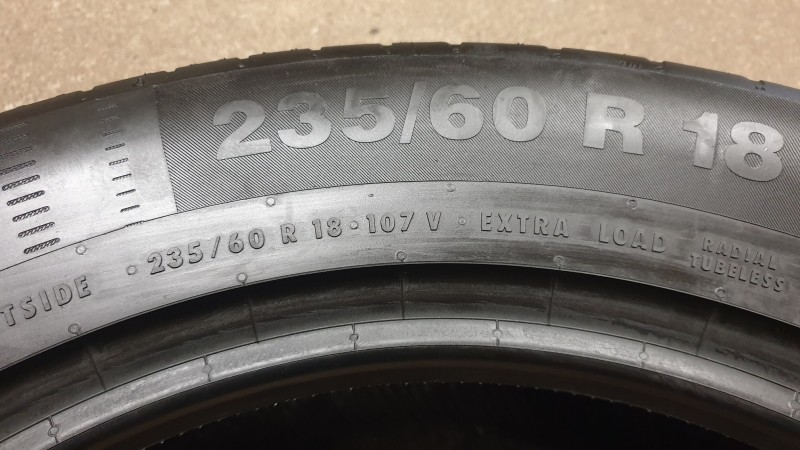 235/60 R 18
TSIDE • 235/60 R 18 • 107 V • EXTRA LOAD RADIAL
TUBELESS